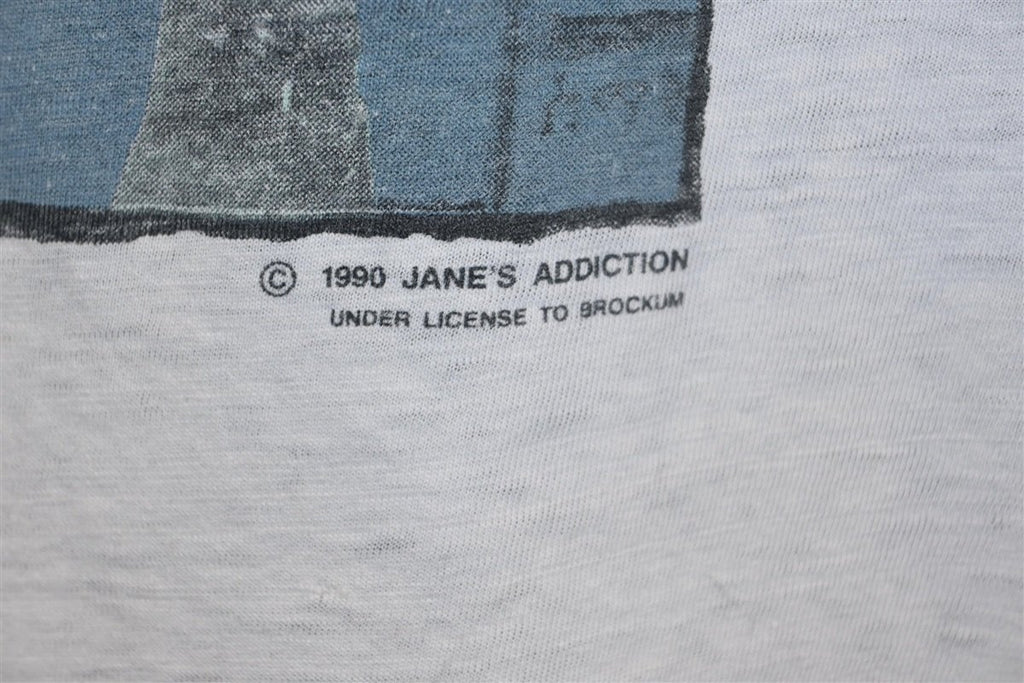 © 1990 JANE'S ADDICTION
UNDER LICENSE TO BROCKUM